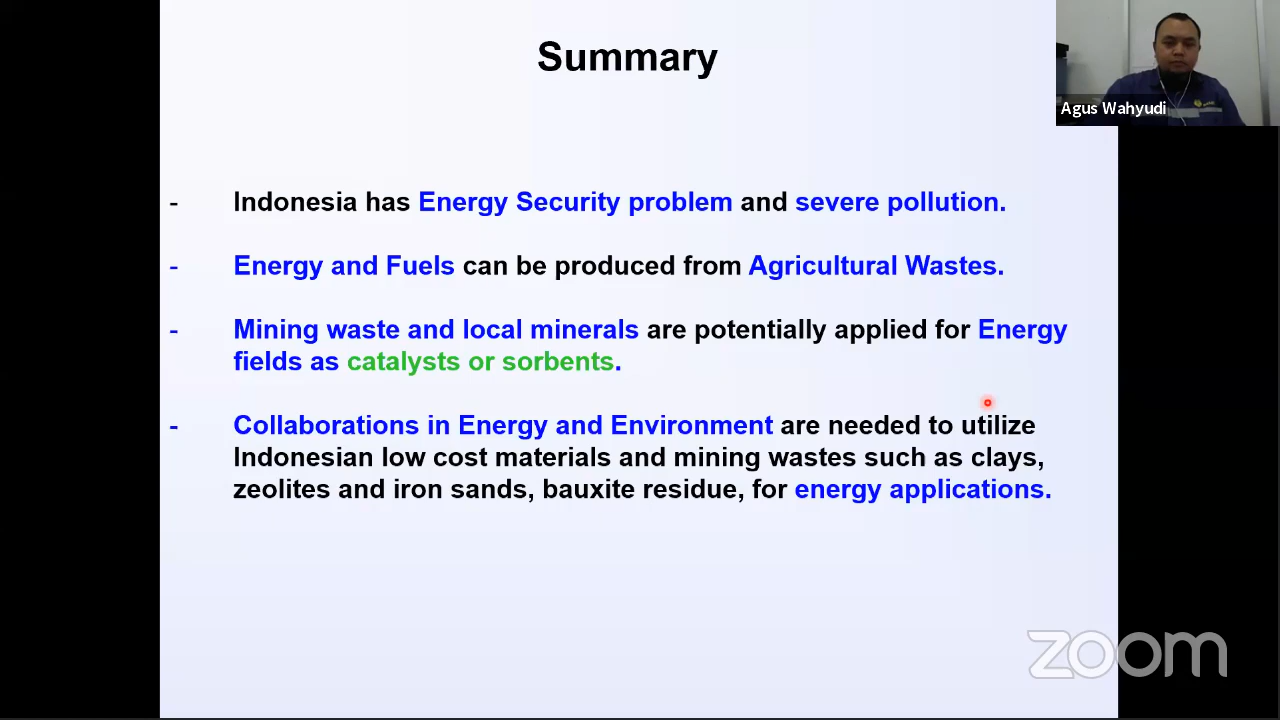 Summary
Agus Wahyudi
- Indonesia has Energy Security problem and severe pollution.
- Energy and Fuels can be produced from Agricultural Wastes.
- Mining waste and local minerals are potentially applied for Energy
fields as catalysts or sorbents.
- Collaborations in Energy and Environment are needed to utilize
Indonesian low cost materials and mining wastes such as clays,
zeolites and iron sands, bauxite residue, for energy applications.
zoom